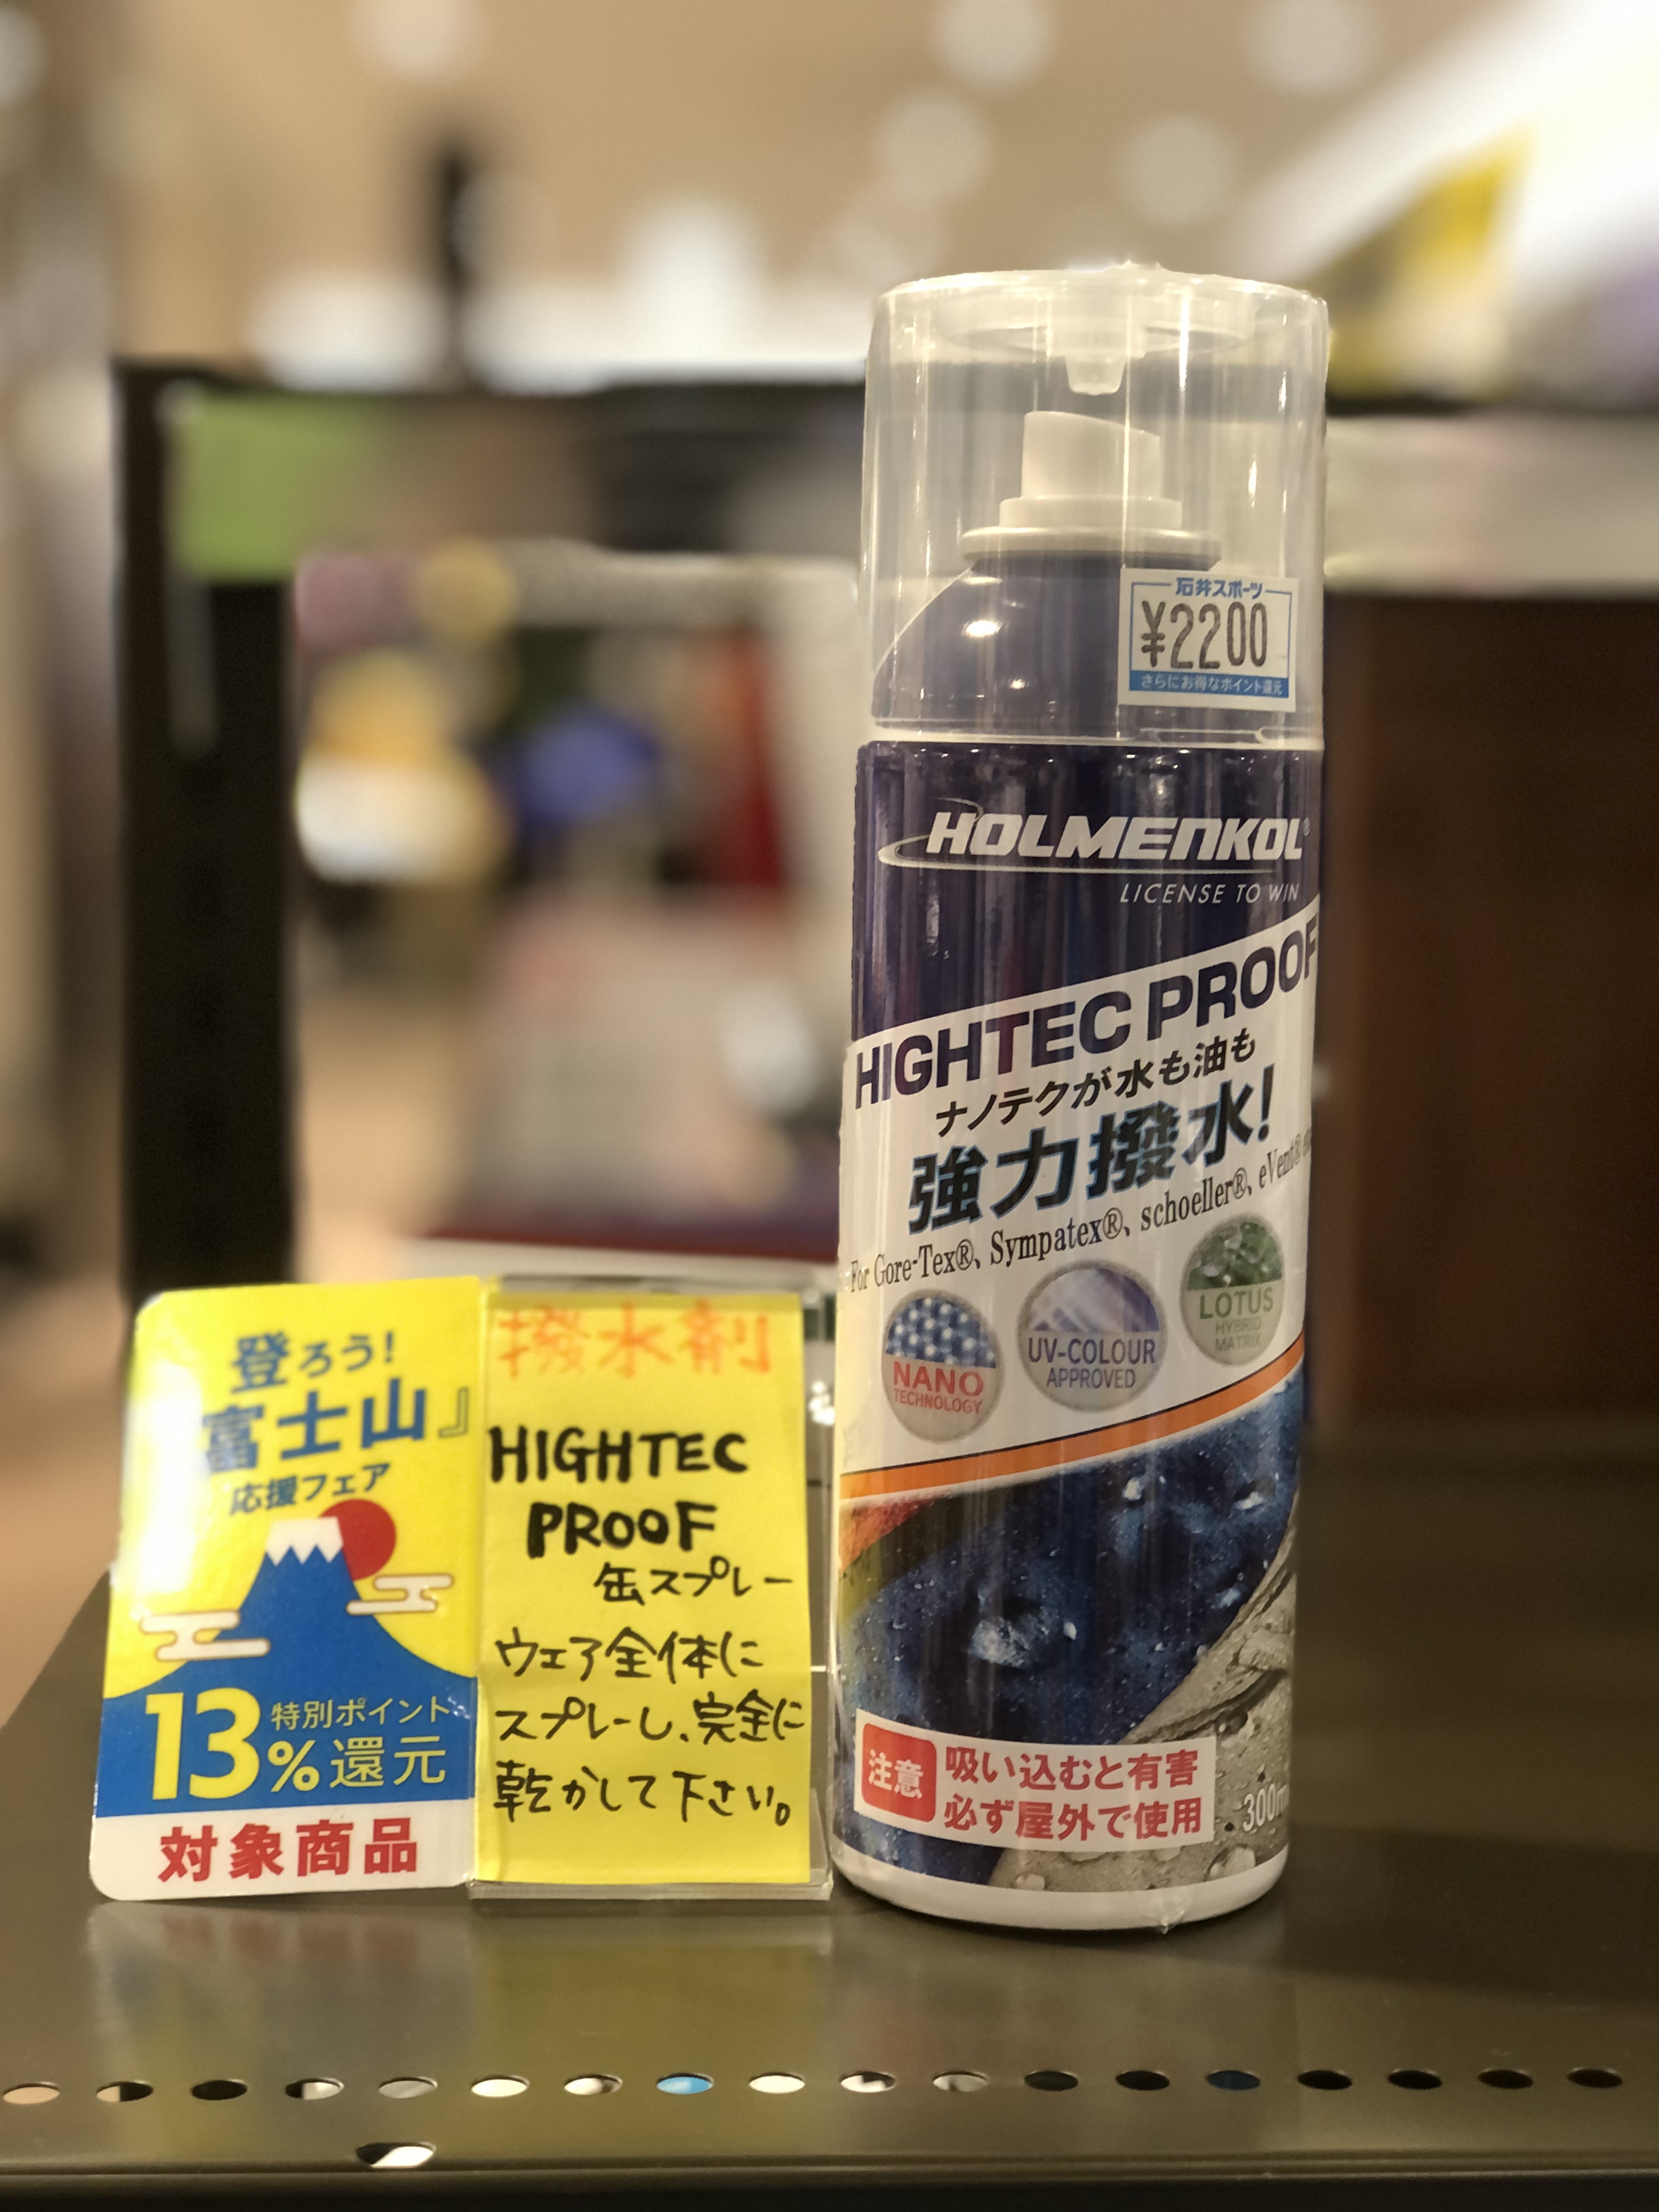 石井スポーツ
¥2200
さらにお得なポイント還元
HOLMENKOL®
LICENSE TO WIN
HIGHTEC PROOF
ナノテクが水も油も
強力撥水!
For Gore-Tex®、Sympatex®、schoeller®、eVent®
NANO
TECHNOLOGY
UV-COLOUR
APPROVED
LOTUS
HYBRID
MATRIX
注意
吸い込むと有害
必ず屋外で使用
300m
登ろう!
富士山』
応援フェア
13%
特別ポイント
還元
対象商品
撥水剤
HIGHTEC
PROOF
缶スプレー
ウェア全体に
スプレーし、完全に
乾かして下さい。